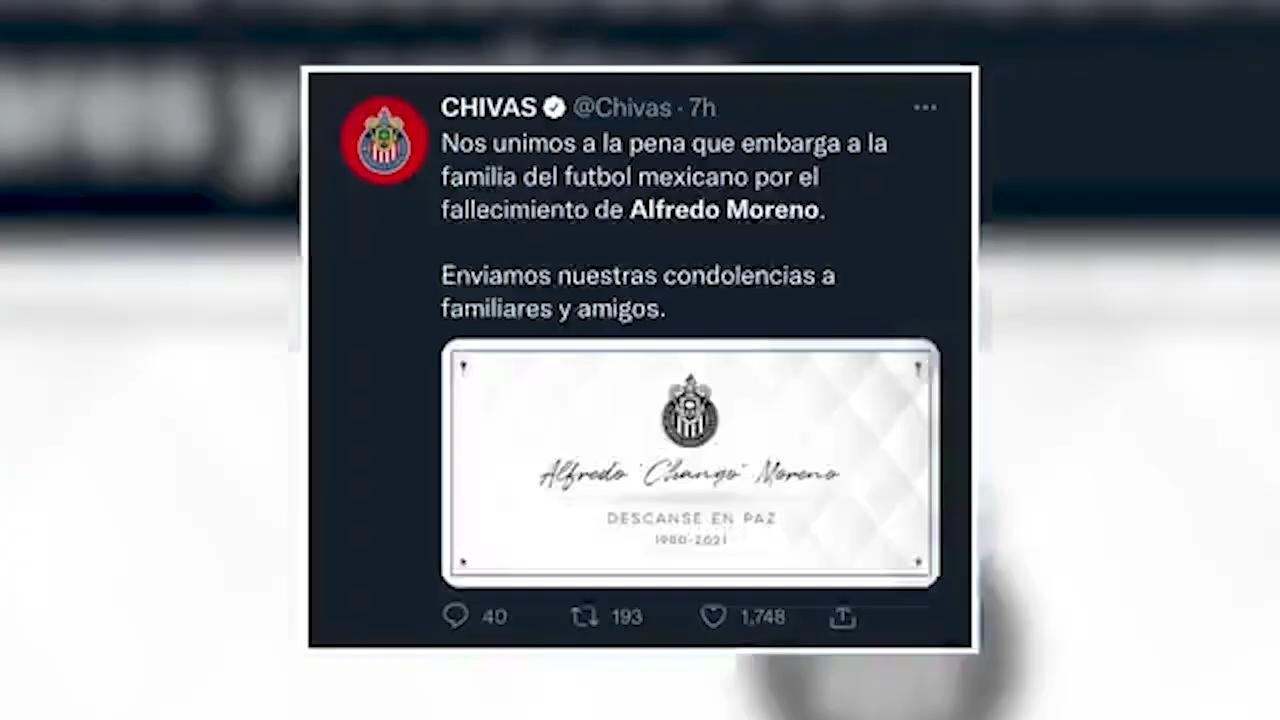 CHIVAS @Chivas · 7h
Nos unimos a la pena que embarga a la
familia del futbol mexicano por el
fallecimiento de Alfredo Moreno.
Enviamos nuestras condolencias a
familiares y amigos.
Alfredo "Chango" Moreno
DESCANSE EN PAZ
1980-2021
40 193 1,748